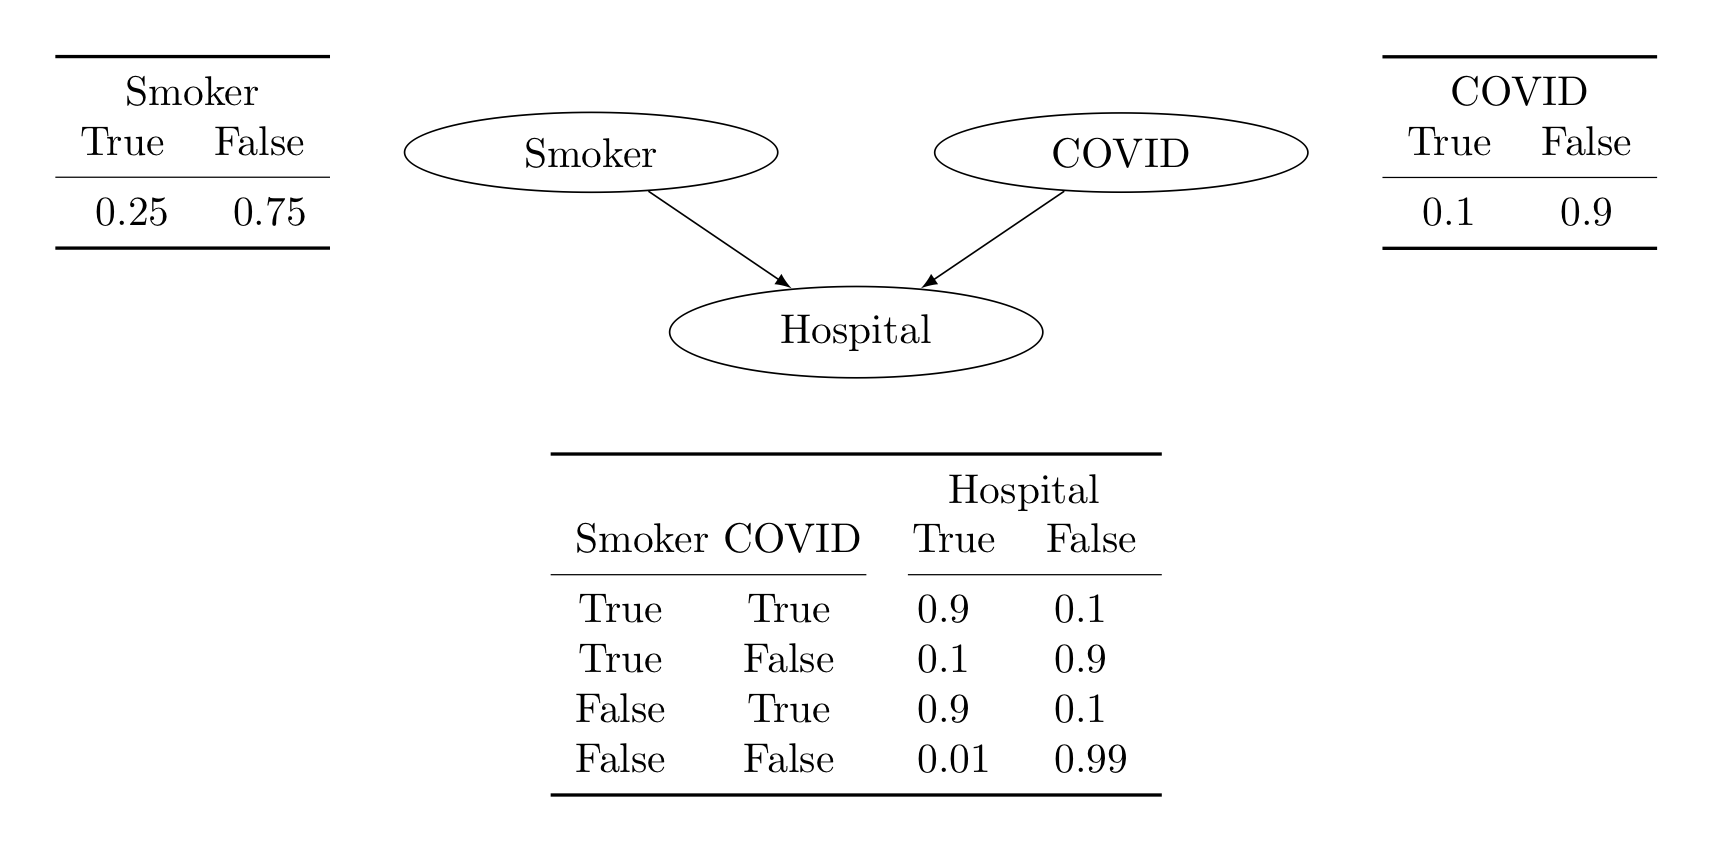 Smoker
True False
0.25 0.75
Smoker
COVID
COVID
True False
0.1 0.9
Hospital
Hospital
Smoker COVID True False
True True 0.9 0.1
True False 0.1 0.9
False True 0.9 0.1
False False 0.01 0.99